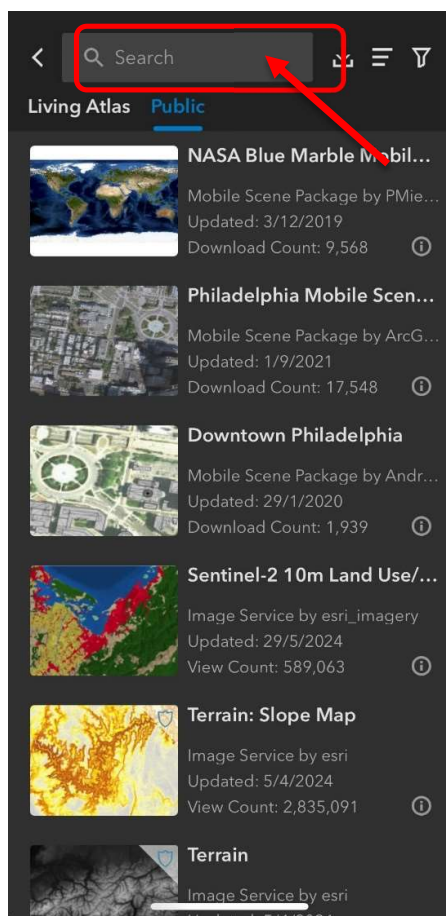 Search
Living Atlas Public
NASA Blue Marble Mobil...
Mobile Scene Package by PMie...
Updated: 3/12/2019
Download Count: 9,568
Philadelphia Mobile Scen...
Mobile Scene Package by ArcG...
Updated: 1/9/2021
Download Count: 17,548
Downtown Philadelphia
Mobile Scene Package by Andr...
Updated: 29/1/2020
Download Count: 1,939
Sentinel-2 10m Land Use/...
Image Service by esri_imagery
Updated: 29/5/2024
View Count: 589,063
Terrain: Slope Map
Image Service by esri
Updated: 5/4/2024
View Count: 2,835,091
Terrain
Image Service by esri